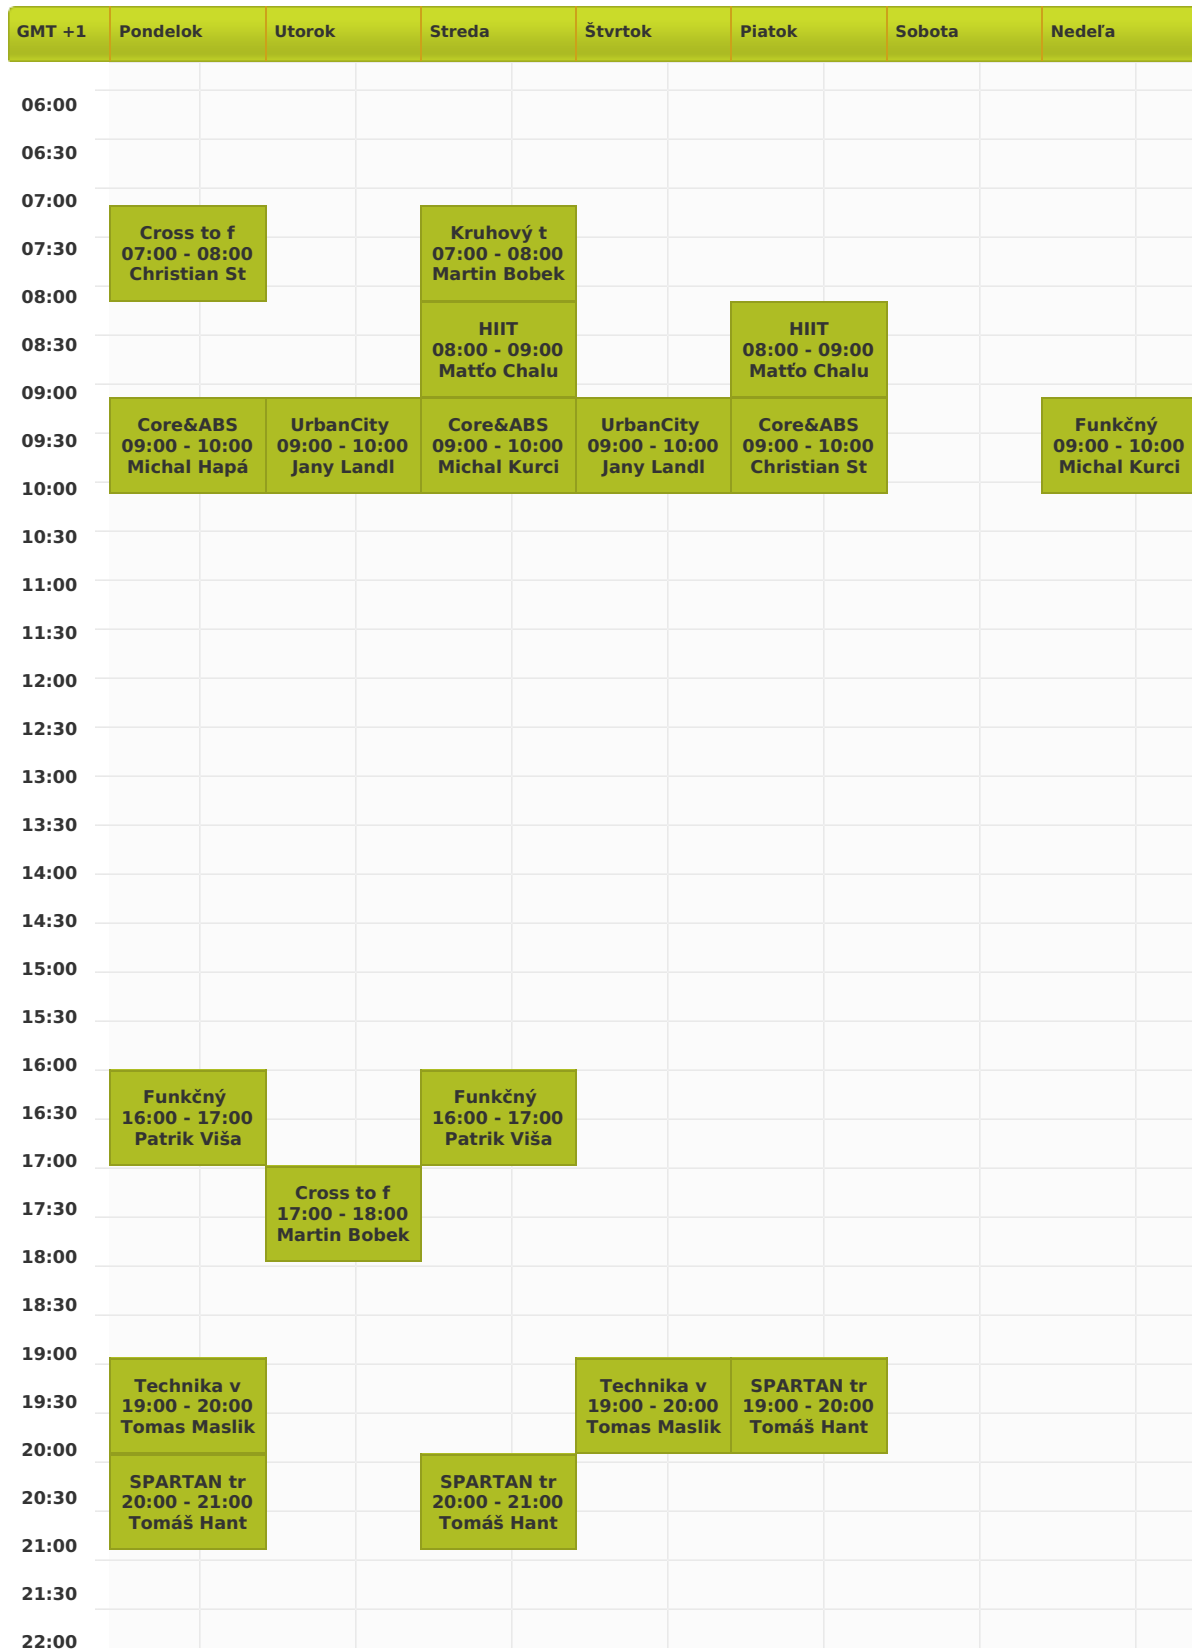 GMT +1 Pondelok Utorok Streda Štvrtok Piatok Sobota Nedeľa
06:00
06:30
07:00
Cross to f
07:00 - 08:00
Christian St
Kruhový t
07:00 - 08:00
Martin Bobek
07:30
08:00
HIIT
08:00 - 09:00
Matťo Chalu
HIIT
08:00 - 09:00
Matťo Chalu
08:30
09:00
Core&ABS
09:00 - 10:00
Michal Hapá
UrbanCity
09:00 - 10:00
Jany Landl
Core&ABS
09:00 - 10:00
Michal Kurci
UrbanCity
09:00 - 10:00
Jany Landl
Core&ABS
09:00 - 10:00
Christian St
Funkčný
09:00 - 10:00
Michal Kurci
09:30
10:00
10:30
11:00
11:30
12:00
12:30
13:00
13:30
14:00
14:30
15:00
15:30
16:00
Funkčný
16:00 - 17:00
Patrik Viša
Funkčný
16:00 - 17:00
Patrik Viša
16:30
17:00
Cross to f
17:00 - 18:00
Martin Bobek
17:30
18:00
18:30
19:00
Technika v
19:00 - 20:00
Tomas Maslik
Technika v
19:00 - 20:00
Tomas Maslik
SPARTAN tr
19:00 - 20:00
Tomáš Hant
19:30
20:00
SPARTAN tr
20:00 - 21:00
Tomáš Hant
SPARTAN tr
20:00 - 21:00
Tomáš Hant
20:30
21:00
21:30
22:00